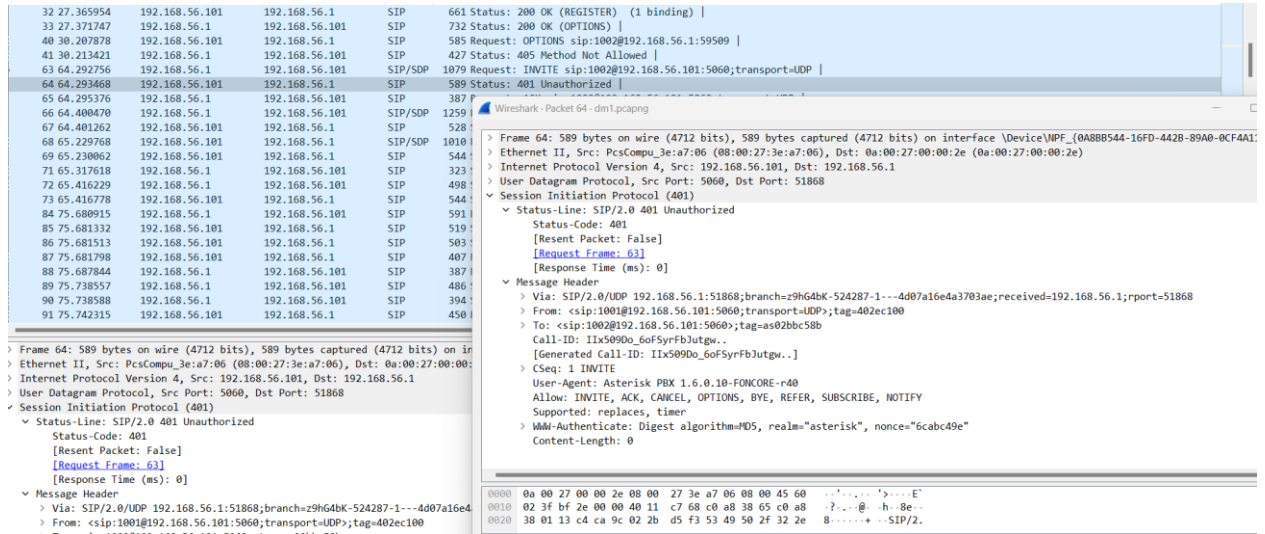 32 27.365954 192.168.56.101 192.168.56.1 SIP 661 Status: 200 OK (REGISTER) (1 binding) |
33 27.371747 192.168.56.1 192.168.56.101 SIP 732 Status: 200 OK (OPTIONS) |
40 30.207878 192.168.56.101 192.168.56.1 SIP 585 Request: OPTIONS sip:1002@192.168.56.1:59509 |
41 30.213421 192.168.56.1 192.168.56.101 SIP 427 Status: 405 Method Not Allowed |
63 64.292756 192.168.56.1 192.168.56.101 SIP/SDP 1079 Request: INVITE sip:1002@192.168.56.101:5060;transport=UDP |
64 64.293468 192.168.56.101 192.168.56.1 SIP 589 Status: 401 Unauthorized |
65 64.295376 192.168.56.1 192.168.56.101 SIP 387
66 64.400470 192.168.56.1 192.168.56.101 SIP/SDP 1259
67 64.401262 192.168.56.101 192.168.56.1 SIP 528
68 65.229768 192.168.56.101 192.168.56.1 SIP/SDP 1010
69 65.230062 192.168.56.101 192.168.56.1 SIP 544
71 65.317618 192.168.56.1 192.168.56.101 SIP 323
72 65.416229 192.168.56.1 192.168.56.101 SIP 498
73 65.416778 192.168.56.101 192.168.56.1 SIP 544
84 75.680915 192.168.56.1 192.168.56.101 SIP 591
85 75.681332 192.168.56.101 192.168.56.1 SIP 519
86 75.681513 192.168.56.101 192.168.56.1 SIP 503
87 75.681798 192.168.56.101 192.168.56.1 SIP 407
88 75.687844 192.168.56.1 192.168.56.101 SIP 387
89 75.738557 192.168.56.1 192.168.56.101 SIP 486
90 75.738588 192.168.56.1 192.168.56.101 SIP 394
91 75.742315 192.168.56.101 192.168.56.1 SIP 450
Frame 64: 589 bytes on wire (4712 bits), 589 bytes captured (4712 bits) on in
Ethernet II, Src: PcsCompu_3e:a7:06 (08:00:27:3e:a7:06), Dst: 0a:00:27:00:00:
Internet Protocol Version 4, Src: 192.168.56.101, Dst: 192.168.56.1
User Datagram Protocol, Src Port: 5060, Dst Port: 51868
Session Initiation Protocol (401)
Status-Line: SIP/2.0 401 Unauthorized
Status-Code: 401
[Resent Packet: False]
[Request Frame: 63]
[Response Time (ms): 0]
Message Header
Via: SIP/2.0/UDP 192.168.56.1:51868;branch=z9hG4bK-524287-1---4d07a16e4
From: <sip:1001@192.168.56.101:5060;transport=UDP>;tag=402ec100
Wireshark · Packet 64 · dm1.pcapng
Frame 64: 589 bytes on wire (4712 bits), 589 bytes captured (4712 bits) on interface \Device\NPF_{0A8BB544-16FD-442B-89A0-0CF4A11
Ethernet II, Src: PcsCompu_3e:a7:06 (08:00:27:3e:a7:06), Dst: 0a:00:27:00:00:2e (0a:00:27:00:00:2e)
Internet Protocol Version 4, Src: 192.168.56.101, Dst: 192.168.56.1
User Datagram Protocol, Src Port: 5060, Dst Port: 51868
Session Initiation Protocol (401)
Status-Line: SIP/2.0 401 Unauthorized
Status-Code: 401
[Resent Packet: False]
[Request Frame: 63]
[Response Time (ms): 0]
Message Header
Via: SIP/2.0/UDP 192.168.56.1:51868;branch=z9hG4bK-524287-1---4d07a16e4a3703ae;received=192.168.56.1;rport=51868
From: <sip:1001@192.168.56.101:5060;transport=UDP>;tag=402ec100
To: <sip:1002@192.168.56.101:5060>;tag=as02bbc58b
Call-ID: IIx509Do_6oFSyrFbJutgw..
[Generated Call-ID: IIx509Do_6oFSyrFbJutgw..]
CSeq: 1 INVITE
User-Agent: Asterisk PBX 1.6.0.10-FONCORE-r40
Allow: INVITE, ACK, CANCEL, OPTIONS, BYE, REFER, SUBSCRIBE, NOTIFY
Supported: replaces, timer
WWW-Authenticate: Digest algorithm=MD5, realm="asterisk", nonce="6cabc49e"
Content-Length: 0
0000 0a 00 27 00 00 2e 08 00 27 3e a7 06 08 00 45 60 ··'··.·· '>····E`
0010 02 3f bf 2e 00 00 40 11 c7 68 c0 a8 38 65 c0 a8 ·?·.··@· ·h··8e··
0020 38 01 13 c4 ca 9c 02 2b d5 f3 53 49 50 2f 32 2e 8······+ ··SIP/2.